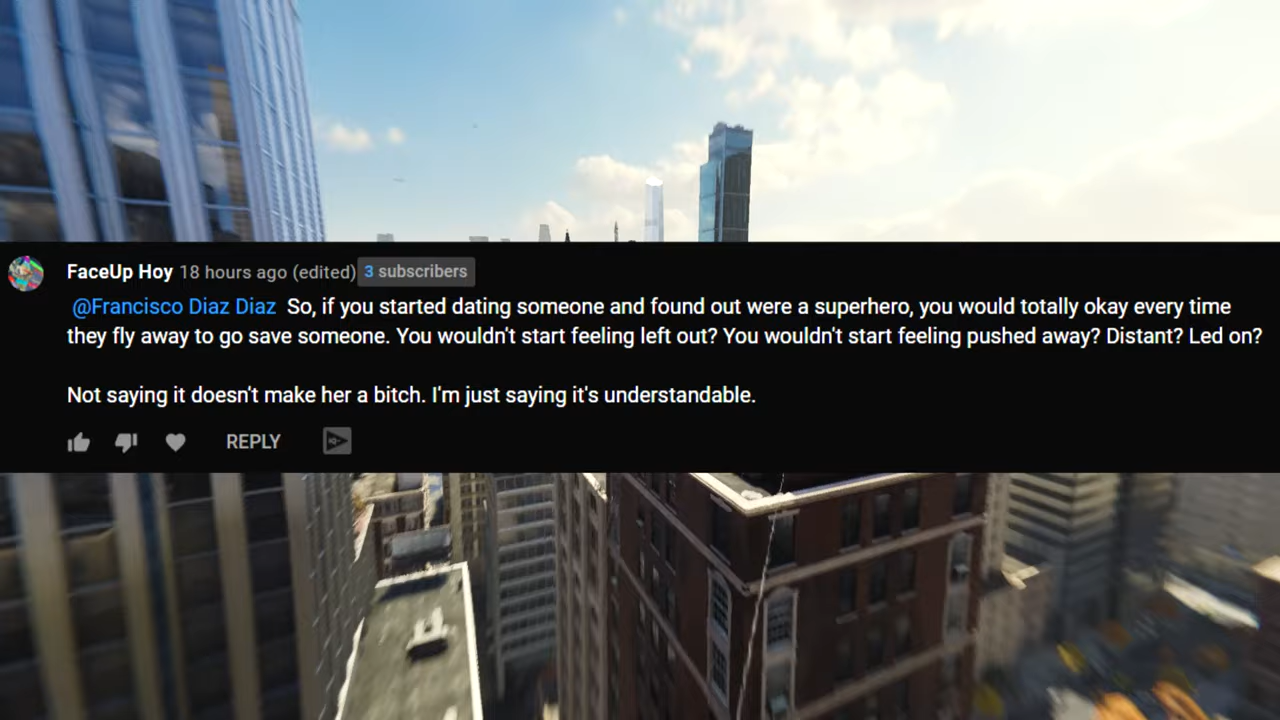 FaceUp Hoy 18 hours ago (edited) 3 subscribers
@Francisco Diaz Diaz So, if you started dating someone and found out were a superhero, you would totally okay every time
they fly away to go save someone. You wouldn't start feeling left out? You wouldn't start feeling pushed away? Distant? Led on?
Not saying it doesn't make her a bitch. I'm just saying it's understandable.
REPLY